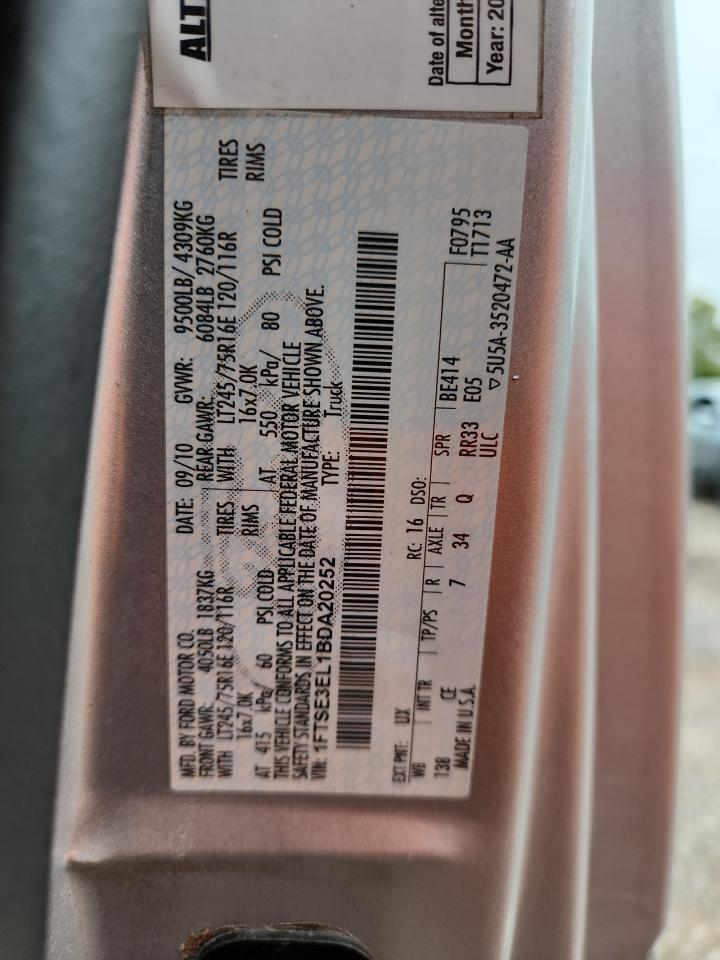 ALT
Date of alte
Month
Year: 20
MFD. BY FORD MOTOR CO. DATE: 09/10 GVWR: 9500LB/ 4309KG
FRONT GAWR: 4050LB 1837KG REAR GAWR: 6084LB 2760KG
WITH LT245/75R16E 120/116R TIRES WITH LT245/75R16E 120/116R TIRES
16x7.0K RIMS 16x7.0K RIMS
AT 415 kPa/ 60 PSI COLD AT 550 kPa/ 80 PSI COLD
THIS VEHICLE CONFORMS TO ALL APPLICABLE FEDERAL MOTOR VEHICLE
SAFETY STANDARDS IN EFFECT ON THE DATE OF MANUFACTURE SHOWN ABOVE.
VIN: 1FTSE3EL1BDA20252 TYPE: Truck
EXT PNT: UX RC: 16 DSO: F0795
WB INT TR TP/PS R AXLE TR SPR BE414 T1713
138 CE 7 34 Q RR33 E05
MADE IN U.S.A. ULC
▽5U5A-3520472-AA